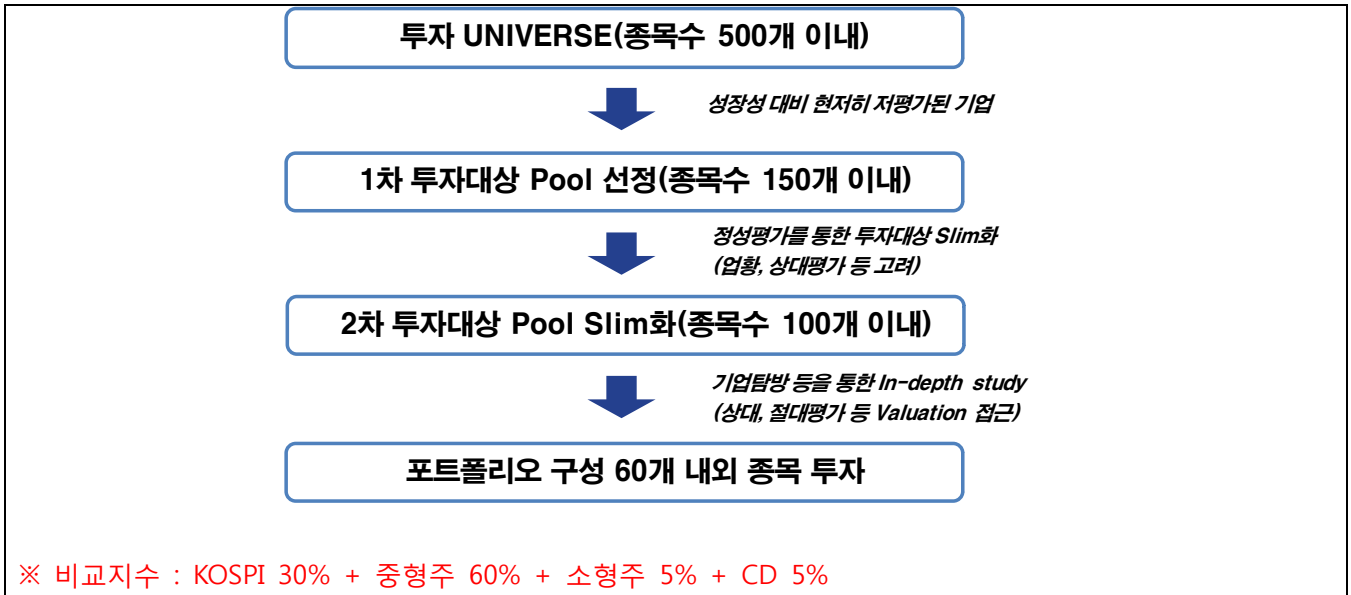 투자 UNIVERSE(종목수 500개 이내)
성장성 대비 현저히 저평가된 기업
1차 투자대상 Pool 선정(종목수 150개 이내)
정성평가를 통한 투자대상 Slim화
(업황, 상대평가 등 고려)
2차 투자대상 Pool Slim화(종목수 100개 이내)
기업탐방 등을 통한 In-depth study
(상대, 절대평가 등 Valuation 접근)
포트폴리오 구성 60개 내외 종목 투자
※ 비교지수 : KOSPI 30% + 중형주 60% + 소형주 5% + CD 5%